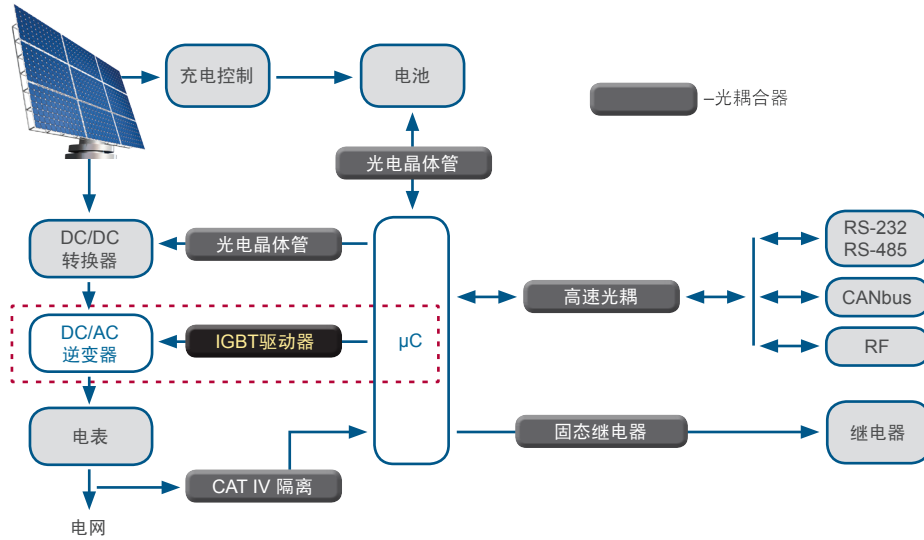 充电控制
电池
–光耦合器
光电晶体管
DC/DC
转换器
光电晶体管
RS-232
RS-485
高速光耦
CANbus
DC/AC
逆变器
IGBT驱动器
µC
RF
电表
固态继电器
继电器
CAT IV 隔离
电网